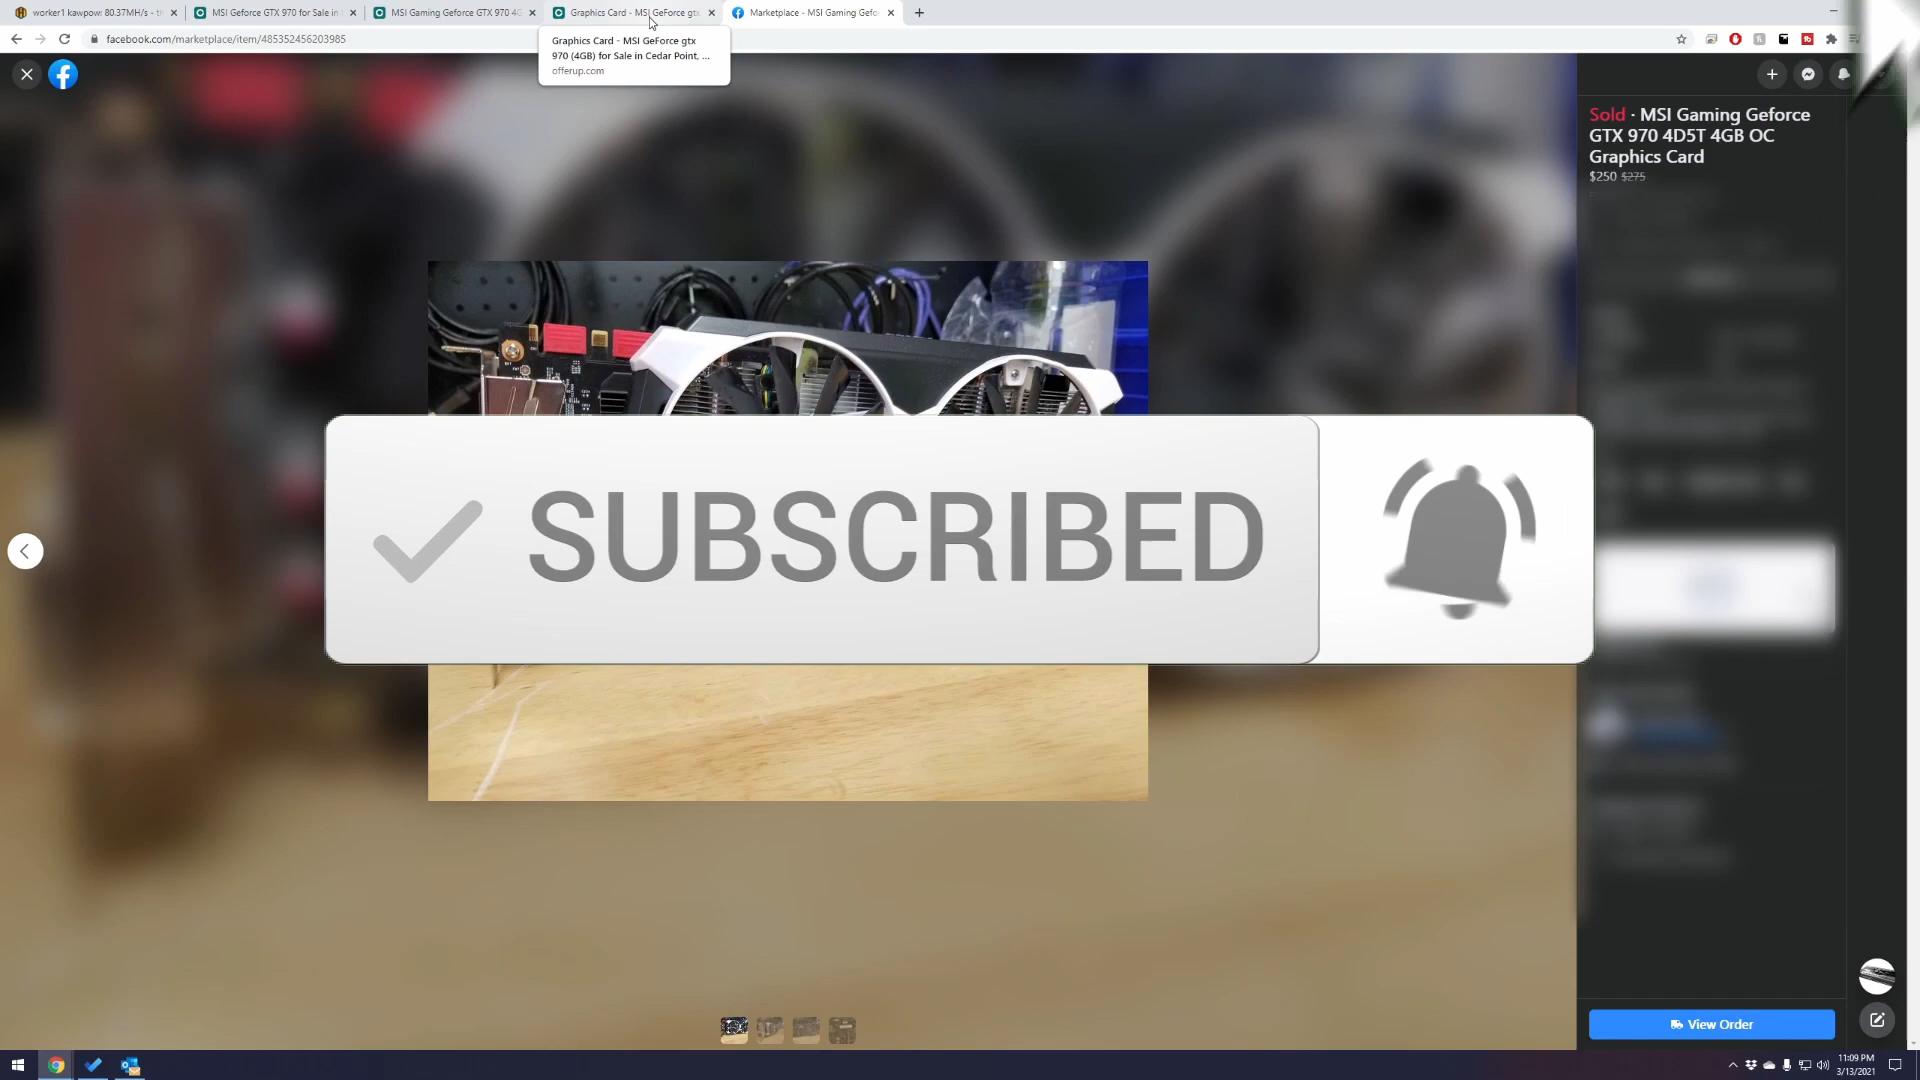 worker1 kawpow: 80.37MH/s - th
MSI Geforce GTX 970 for Sale in
MSI Gaming Geforce GTX 970 4G
Graphics Card - MSI GeForce gtx
Marketplace - MSI Gaming Gefo
facebook.com/marketplace/item/485352456203985
Graphics Card - MSI GeForce gtx
970 (4GB) for Sale in Cedar Point, ...
offerup.com
Sold · MSI Gaming Geforce
GTX 970 4D5T 4GB OC
Graphics Card
$250 $275
SUBSCRIBED
View Order
11:09 PM
3/13/2021